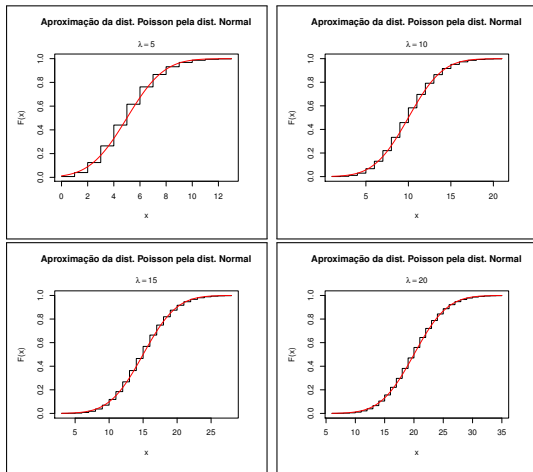 Aproximação da dist. Poisson pela dist. Normal
λ = 5
F(x)
0.0 0.2 0.4 0.6 0.8 1.0
0 2 4 6 8 10 12
x
Aproximação da dist. Poisson pela dist. Normal
λ = 10
F(x)
0.0 0.2 0.4 0.6 0.8 1.0
5 10 15 20
x
Aproximação da dist. Poisson pela dist. Normal
λ = 15
F(x)
0.0 0.2 0.4 0.6 0.8 1.0
5 10 15 20 25
x
Aproximação da dist. Poisson pela dist. Normal
λ = 20
F(x)
0.0 0.2 0.4 0.6 0.8 1.0
5 10 15 20 25 30 35
x